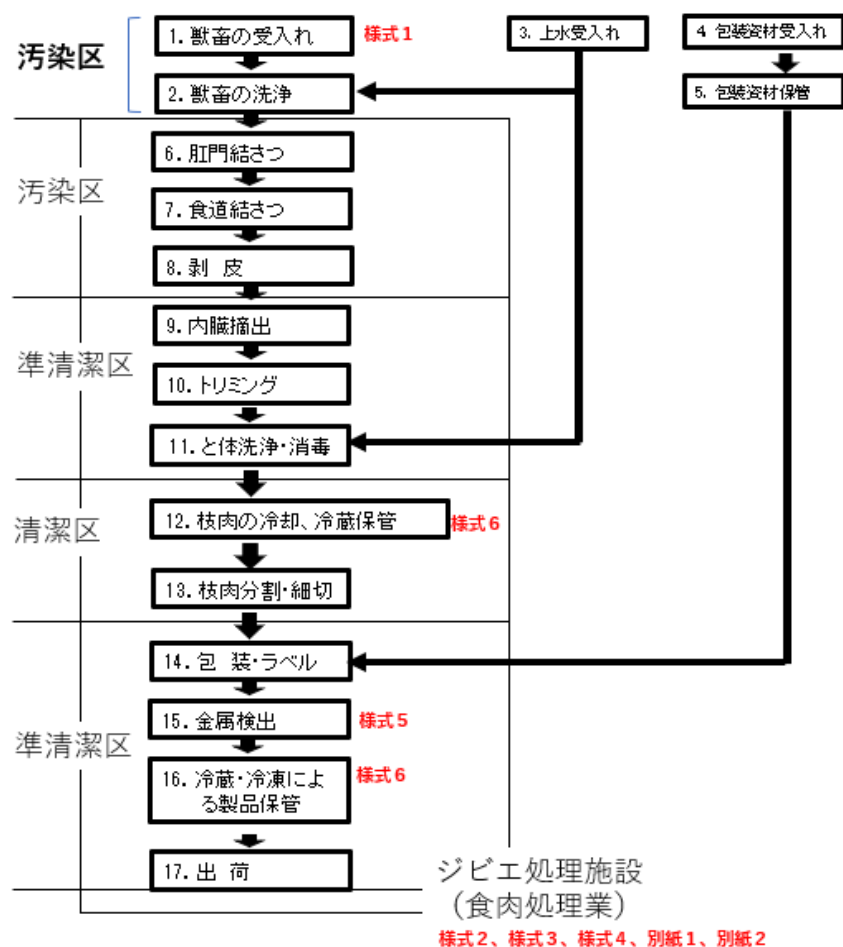 汚染区
1. 獣畜の受入れ
様式1
3. 上水受入れ
4 包装資材受入れ
2. 獣畜の洗浄
5. 包装資材保管
汚染区
6. 肛門結さつ
7. 食道結さつ
8. 剥 皮
準清潔区
9. 内臓摘出
10. トリミング
11. と体洗浄・消毒
清潔区
12. 枝肉の冷却、冷蔵保管
様式6
13. 枝肉分割・細切
準清潔区
14. 包 装・ラベル
15. 金属検出
様式5
16. 冷蔵・冷凍によ
る製品保管
様式6
17. 出 荷
ジビエ処理施設
（食肉処理業）
様式2、様式3、様式4、別紙1、別紙2